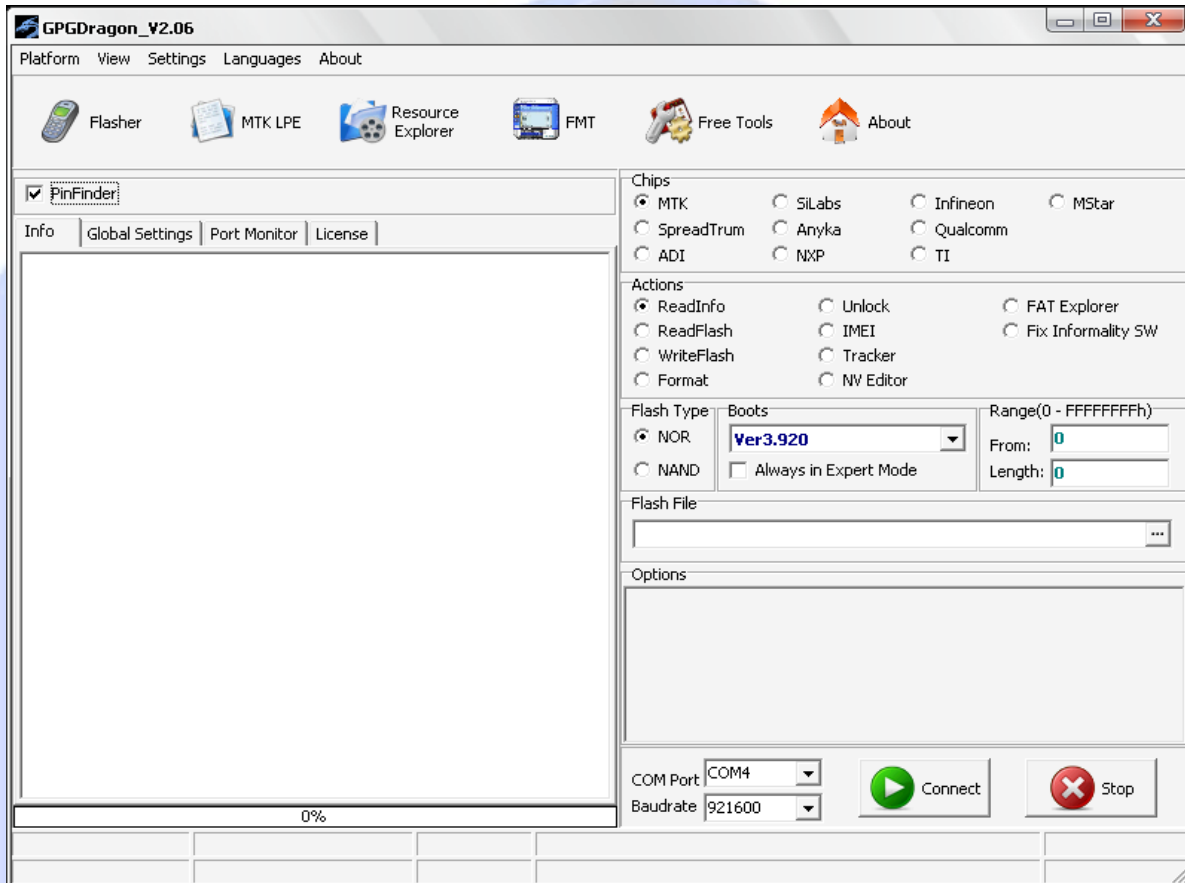 GPGDragon_V2.06
Platform View Settings Languages About
Flasher
MTK LPE
Resource
Explorer
FMT
Free Tools
About
PinFinder
Info Global Settings Port Monitor License
0%
Chips
MTK SiLabs Infineon MStar
SpreadTrum Anyka Qualcomm
ADI NXP TI
Actions
ReadInfo Unlock FAT Explorer
ReadFlash IMEI Fix Informality SW
WriteFlash Tracker
Format NV Editor
Flash Type
NOR
NAND
Boots
Ver3.920
Always in Expert Mode
Range(0 - FFFFFFFFh)
From: 0
Length: 0
Flash File
...
Options
COM Port COM4
Baudrate 921600
Connect
Stop